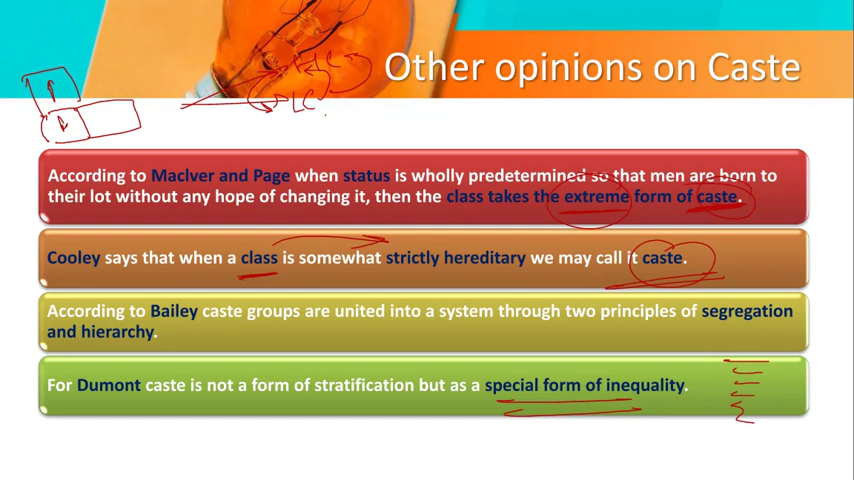 Other opinions on Caste
According to Maclver and Page when status is wholly predetermined so that men are born to
their lot without any hope of changing it, then the class takes the extreme form of caste.
Cooley says that when a class is somewhat strictly hereditary we may call it caste.
According to Bailey caste groups are united into a system through two principles of segregation
and hierarchy.
For Dumont caste is not a form of stratification but as a special form of inequality.